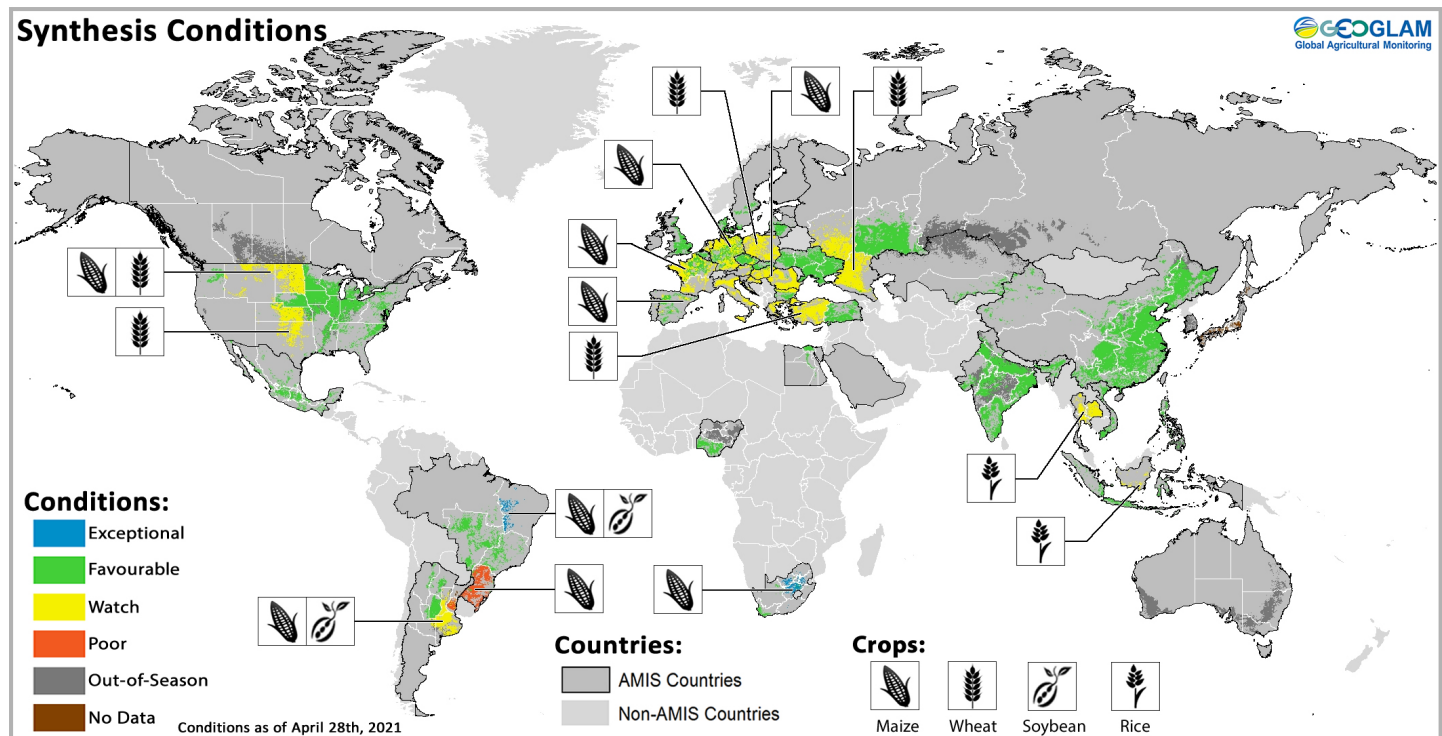 Synthesis Conditions
GEOGLAM
Global Agricultural Monitoring
Conditions:
Exceptional
Favourable
Watch
Poor
Out-of-Season
No Data
Conditions as of April 28th, 2021
Countries:
AMIS Countries
Non-AMIS Countries
Crops:
Maize
Wheat
Soybean
Rice